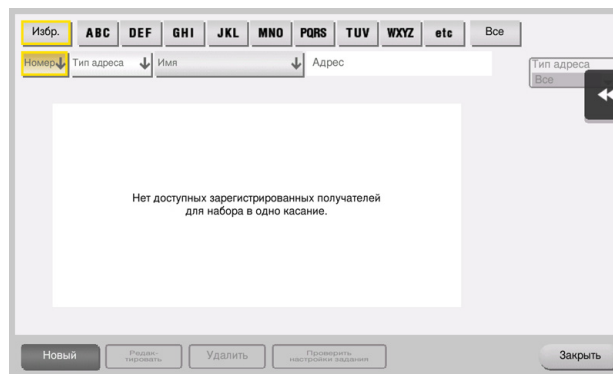 Избр. ABC DEF GHI JKL MNO PQRS TUV WXYZ etc Все
Номер Тип адреса Имя Адрес
Тип адреса
Все
Нет доступных зарегистрированных получателей
для набора в одно касание.
Новый Редак- Удалить Проверить Закрыть
тировать настройки задания